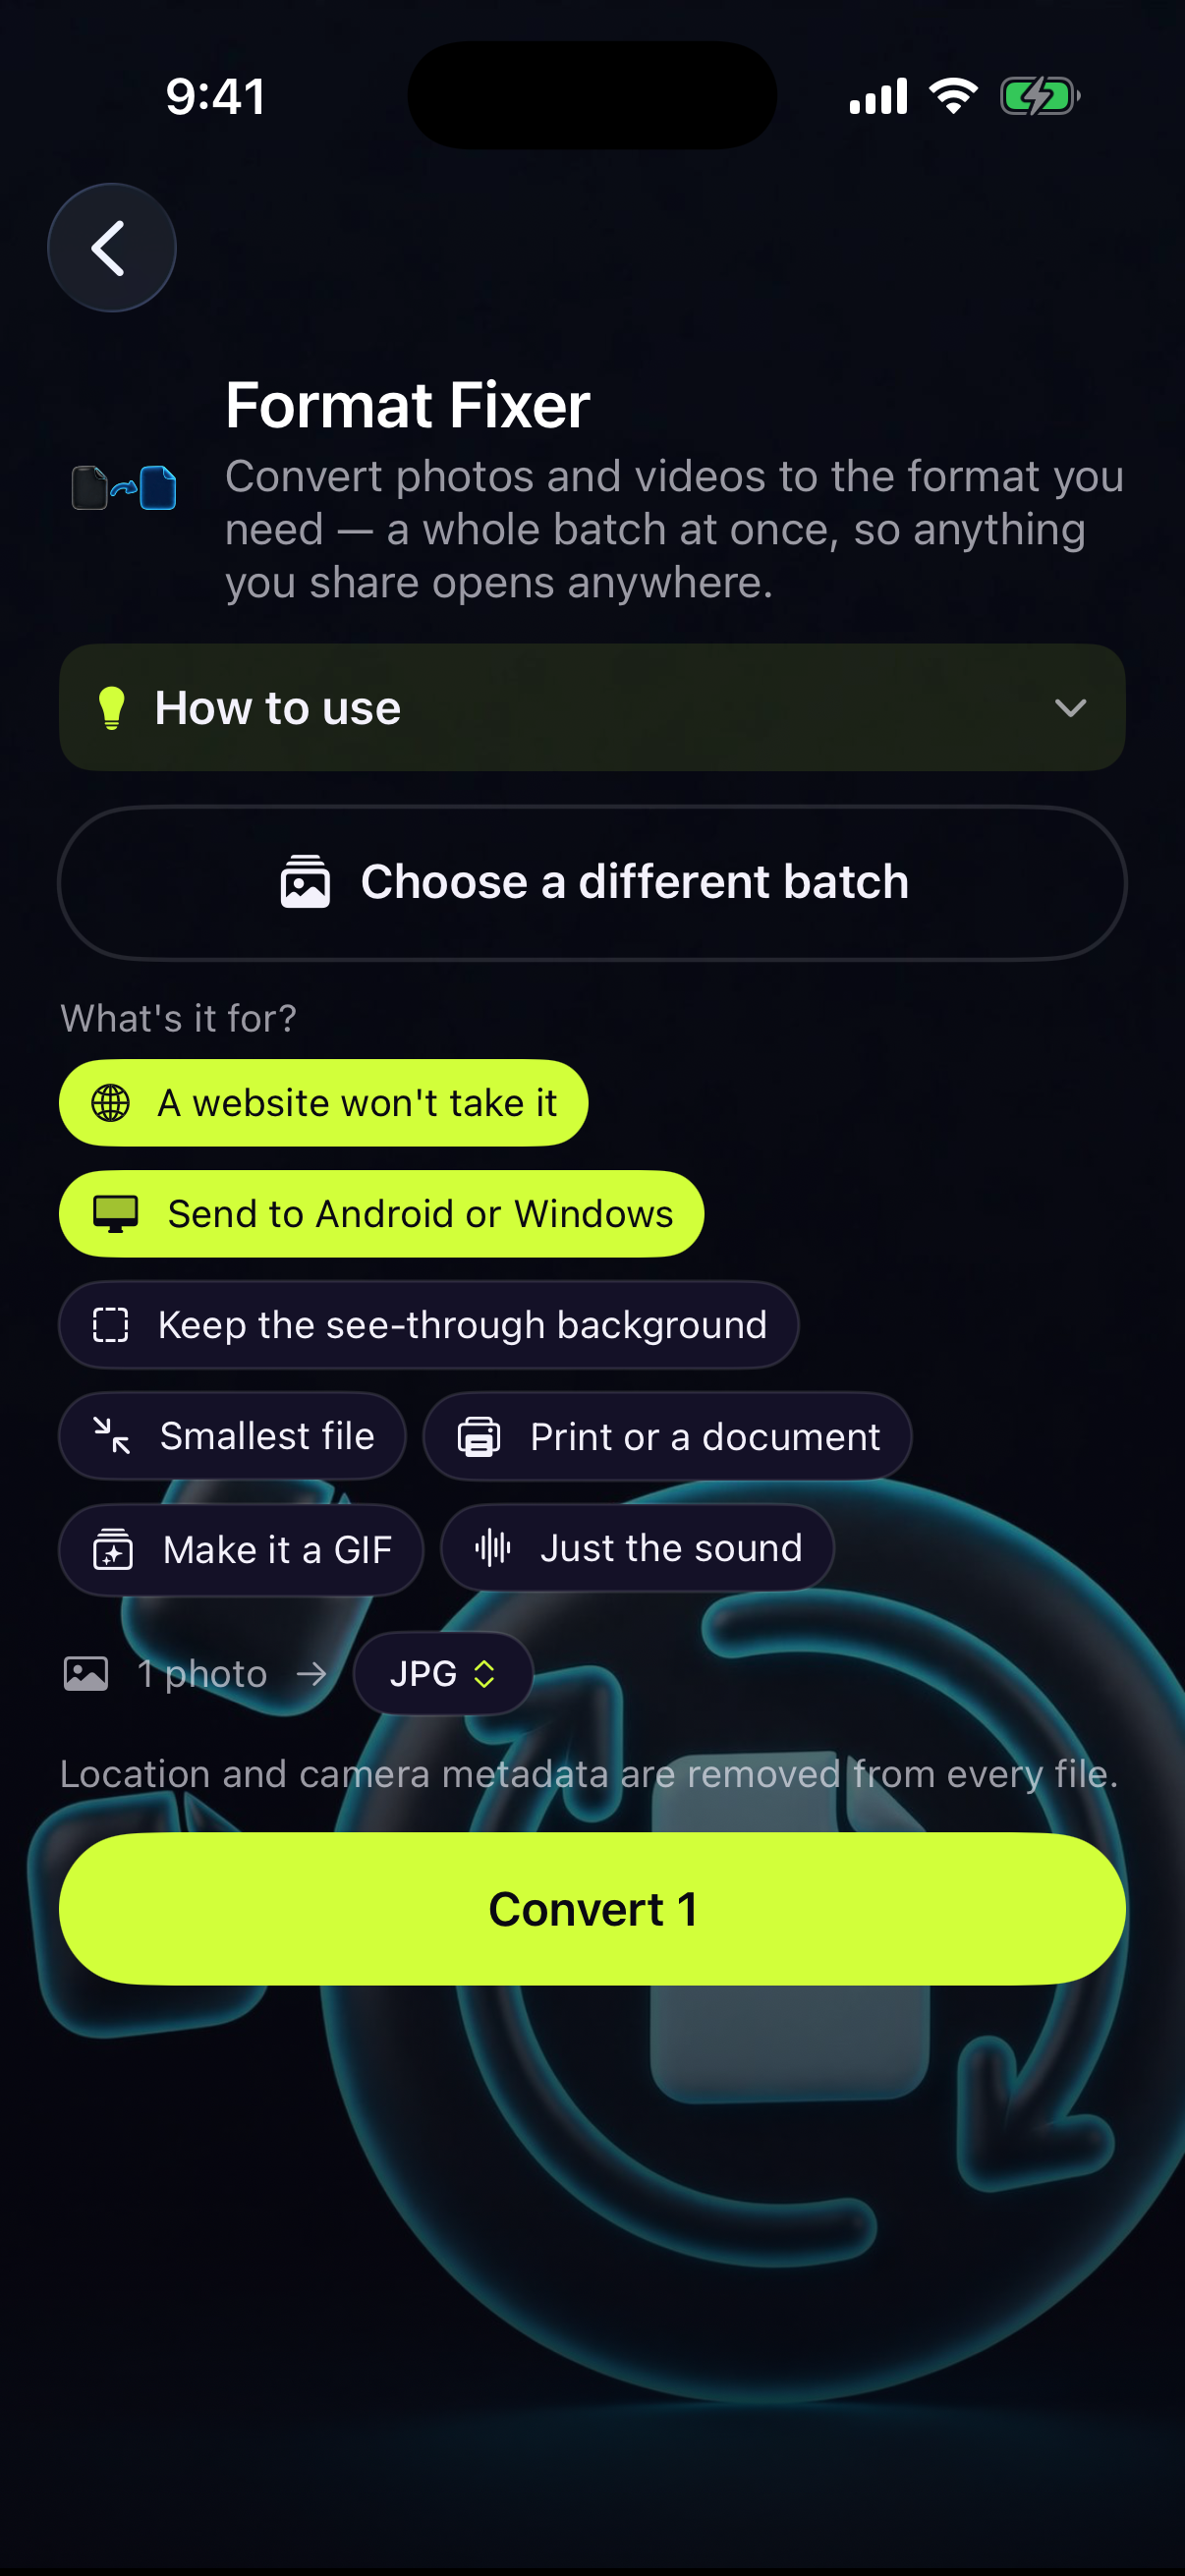 9:41
Format Fixer
Convert photos and videos to the format you
need — a whole batch at once, so anything
you share opens anywhere.
How to use
Choose a different batch
What's it for?
A website won't take it
Send to Android or Windows
Keep the see-through background
Smallest file
Print or a document
Make it a GIF
Just the sound
1 photo → JPG
Location and camera metadata are removed from every file.
Convert 1